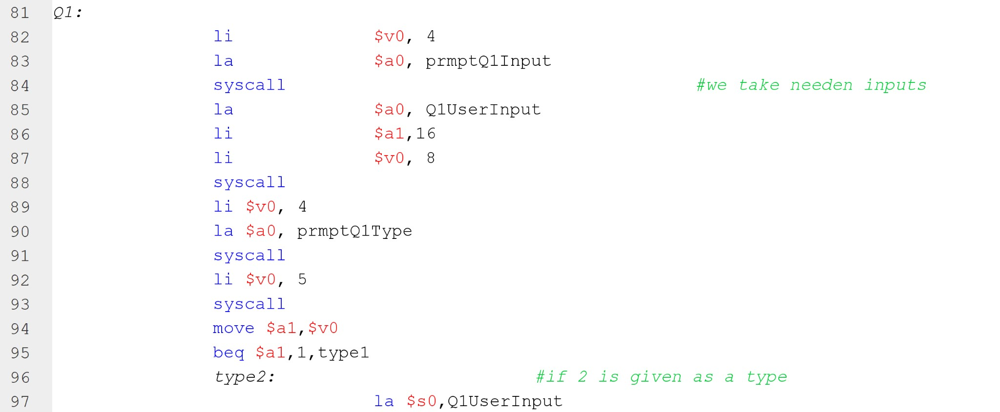 81 Q1:
82 li $v0, 4
83 la $a0, prmptQ1Input
84 syscall #we take needen inputs
85 la $a0, Q1UserInput
86 li $a1,16
87 li $v0, 8
88 syscall
89 li $v0, 4
90 la $a0, prmptQ1Type
91 syscall
92 li $v0, 5
93 syscall
94 move $a1,$v0
95 beq $a1,1,type1
96 type2: #if 2 is given as a type
97 la $s0,Q1UserInput